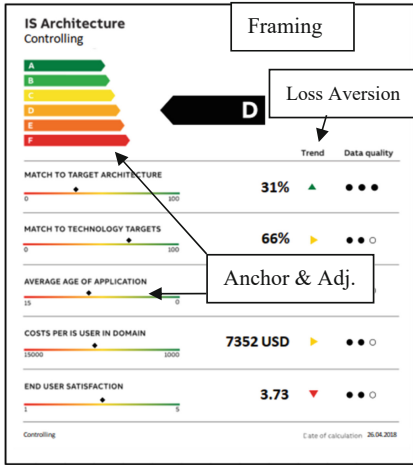 IS Architecture
Controlling
Framing
A
B
C
D
E
F
D
Loss Aversion
Trend Data quality
MATCH TO TARGET ARCHITECTURE
0 100
31%
MATCH TO TECHNOLOGY TARGETS
0 100
66%
Anchor & Adj.
AVERAGE AGE OF APPLICATION
15 0
COSTS PER IS USER IN DOMAIN
15000 1000
7352 USD
END USER SATISFACTION
1 5
3.73
Controlling
Date of calculation 26.04.2018